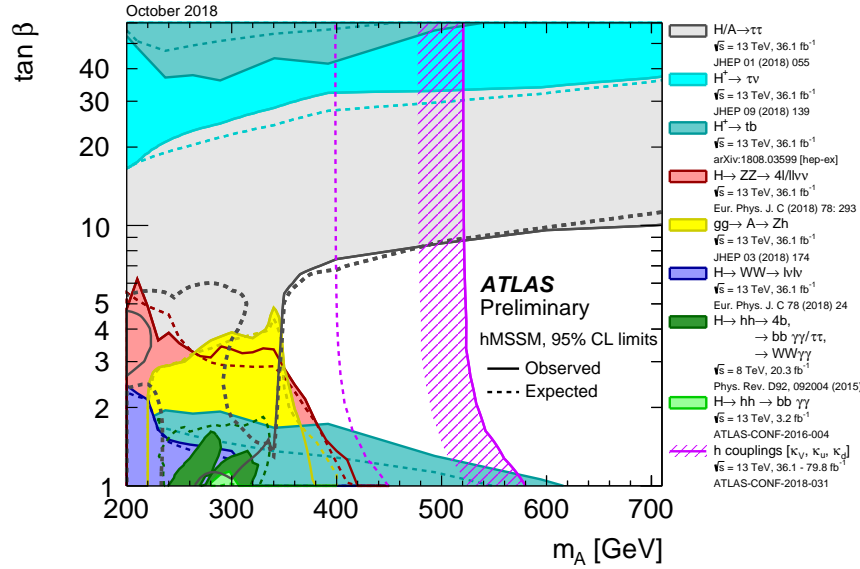 October 2018
tan β
40
30
20
10
5
4
3
2
1
200
300
400
500
600
700
m_A [GeV]
ATLAS
Preliminary
hMSSM, 95% CL limits
Observed
Expected
H/A→ττ
√s = 13 TeV, 36.1 fb⁻¹
JHEP 01 (2018) 055
H⁺→ τν
√s = 13 TeV, 36.1 fb⁻¹
JHEP 09 (2018) 139
H⁺→ tb
√s = 13 TeV, 36.1 fb⁻¹
arXiv:1808.03599 [hep-ex]
H→ ZZ→ 4l/llνν
√s = 13 TeV, 36.1 fb⁻¹
Eur. Phys. J. C (2018) 78: 293
gg→ A→ Zh
√s = 13 TeV, 36.1 fb⁻¹
JHEP 03 (2018) 174
H→ WW→ lνlν
√s = 13 TeV, 36.1 fb⁻¹
Eur. Phys. J. C 78 (2018) 24
H→ hh→ 4b,
→ bb γγ/ττ,
→ WWγγ
√s = 8 TeV, 20.3 fb⁻¹
Phys. Rev. D92, 092004 (2015)
H→ hh → bb γγ
√s = 13 TeV, 3.2 fb⁻¹
ATLAS-CONF-2016-004
h couplings [κ_V, κ_u, κ_d]
√s = 13 TeV, 36.1 - 79.8 fb⁻¹
ATLAS-CONF-2018-031